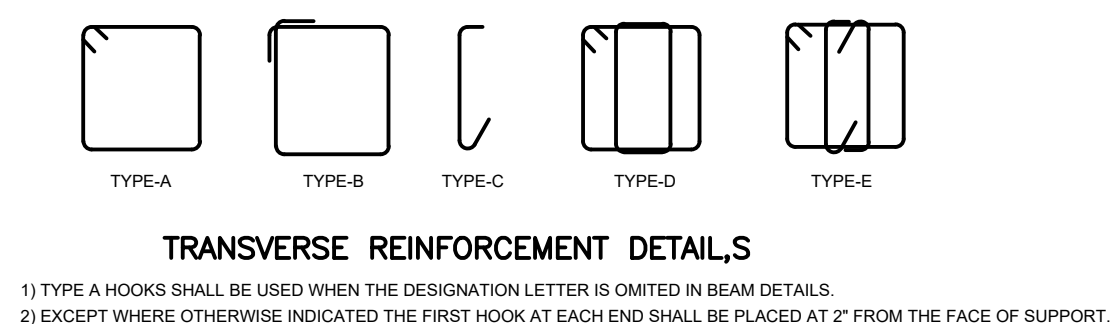 TYPE-A TYPE-B TYPE-C TYPE-D TYPE-E
TRANSVERSE REINFORCEMENT DETAIL,S
1) TYPE A HOOKS SHALL BE USED WHEN THE DESIGNATION LETTER IS OMITED IN BEAM DETAILS.
2) EXCEPT WHERE OTHERWISE INDICATED THE FIRST HOOK AT EACH END SHALL BE PLACED AT 2" FROM THE FACE OF SUPPORT.